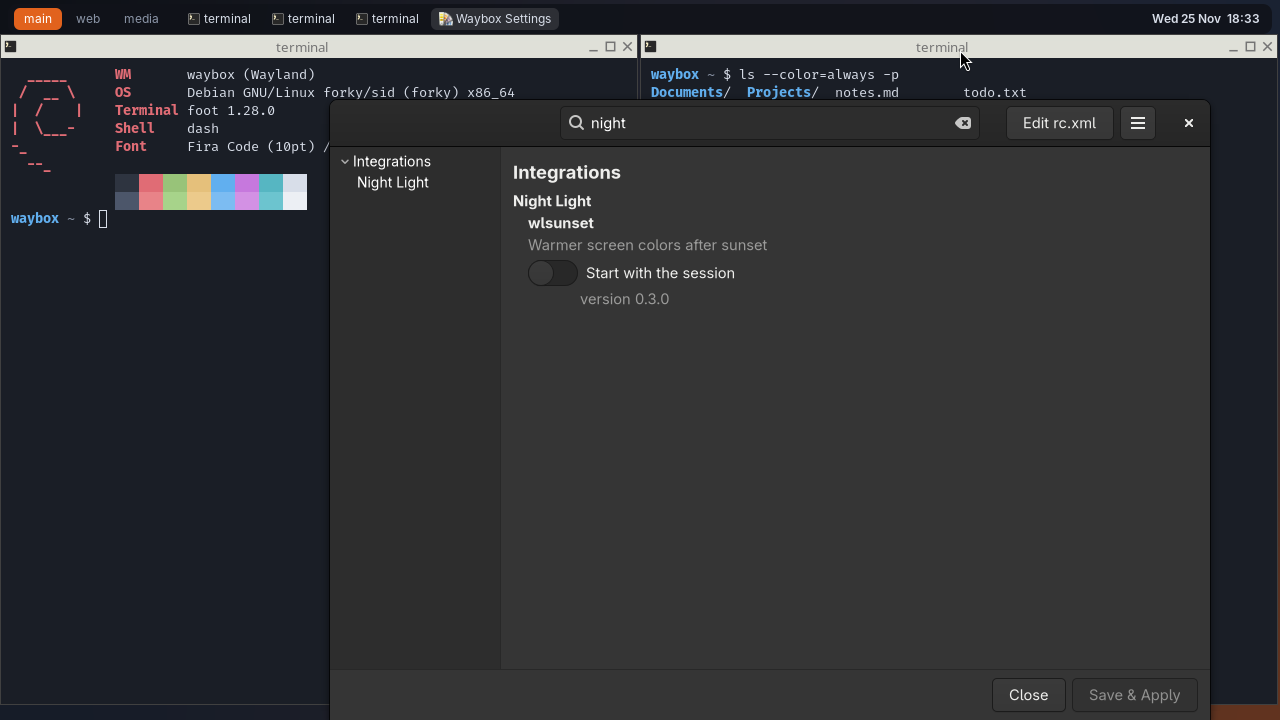 main web media terminal terminal terminal Waybox Settings Wed 25 Nov 18:33
terminal
WM waybox (Wayland)
OS Debian GNU/Linux forky/sid (forky) x86_64
Terminal foot 1.28.0
Shell dash
Font Fira Code (10pt) /
waybox ~ $
terminal
waybox ~ $ ls --color=always -p
Documents/ Projects/ notes.md todo.txt
night
Edit rc.xml
Integrations
Night Light
Integrations
Night Light
wlsunset
Warmer screen colors after sunset
Start with the session
version 0.3.0
Close
Save & Apply